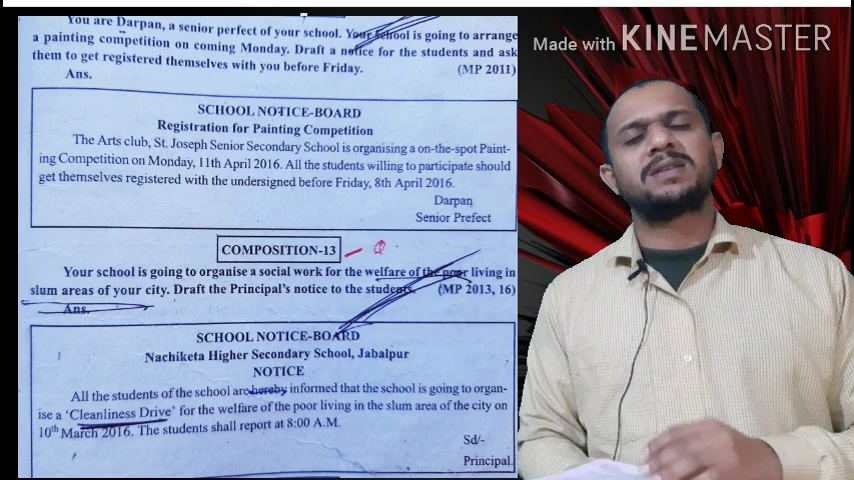 You are Darpan, a senior perfect of your school. Your school is going to arrange
a painting competition on coming Monday. Draft a notice for the students and ask
them to get registered themselves with you before Friday. (MP 2011)
Ans.
SCHOOL NOTICE-BOARD
Registration for Painting Competition
The Arts club, St. Joseph Senior Secondary School is organising a on-the-spot Paint-
ing Competition on Monday, 11th April 2016. All the students willing to participate should
get themselves registered with the undersigned before Friday, 8th April 2016.
Darpan
Senior Prefect
COMPOSITION-13
Your school is going to organise a social work for the welfare of the poor living in
slum areas of your city. Draft the Principal's notice to the students. (MP 2013, 16)
Ans.
SCHOOL NOTICE-BOARD
Nachiketa Higher Secondary School, Jabalpur
NOTICE
All the students of the school are hereby informed that the school is going to organ-
ise a 'Cleanliness Drive' for the welfare of the poor living in the slum area of the city on
10th March 2016. The students shall report at 8:00 A.M.
Sd/-
Principal
Made with KINEMASTER